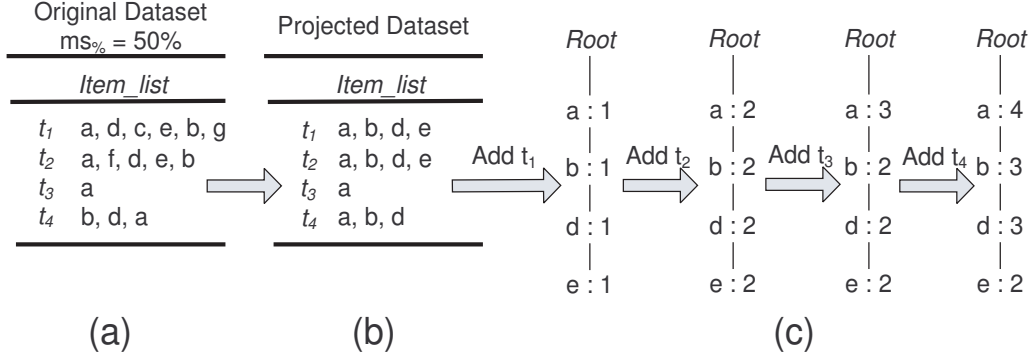 Original Dataset
ms% = 50%
Item_list
t1 a, d, c, e, b, g
t2 a, f, d, e, b
t3 a
t4 b, d, a
(a)
Projected Dataset
Item_list
t1 a, b, d, e
t2 a, b, d, e
t3 a
t4 a, b, d
(b)
Add t1
Root
a : 1
b : 1
d : 1
e : 1
Add t2
Root
a : 2
b : 2
d : 2
e : 2
Add t3
Root
a : 3
b : 2
d : 2
e : 2
Add t4
Root
a : 4
b : 3
d : 3
e : 2
(c)